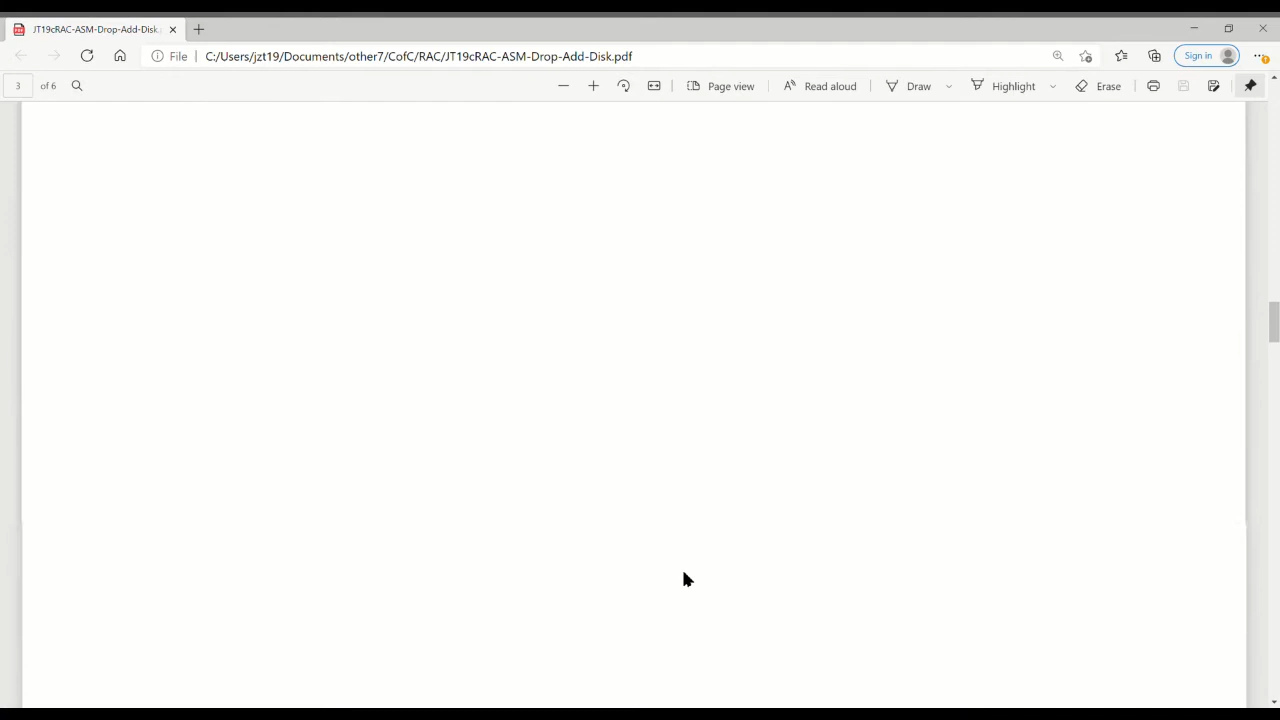 JT19cRAC-ASM-Drop-Add-Disk.
File C:/Users/jzt19/Documents/other7/CofC/RAC/JT19cRAC-ASM-Drop-Add-Disk.pdf Sign in
3 of 6 Page view Read aloud Draw Highlight Erase